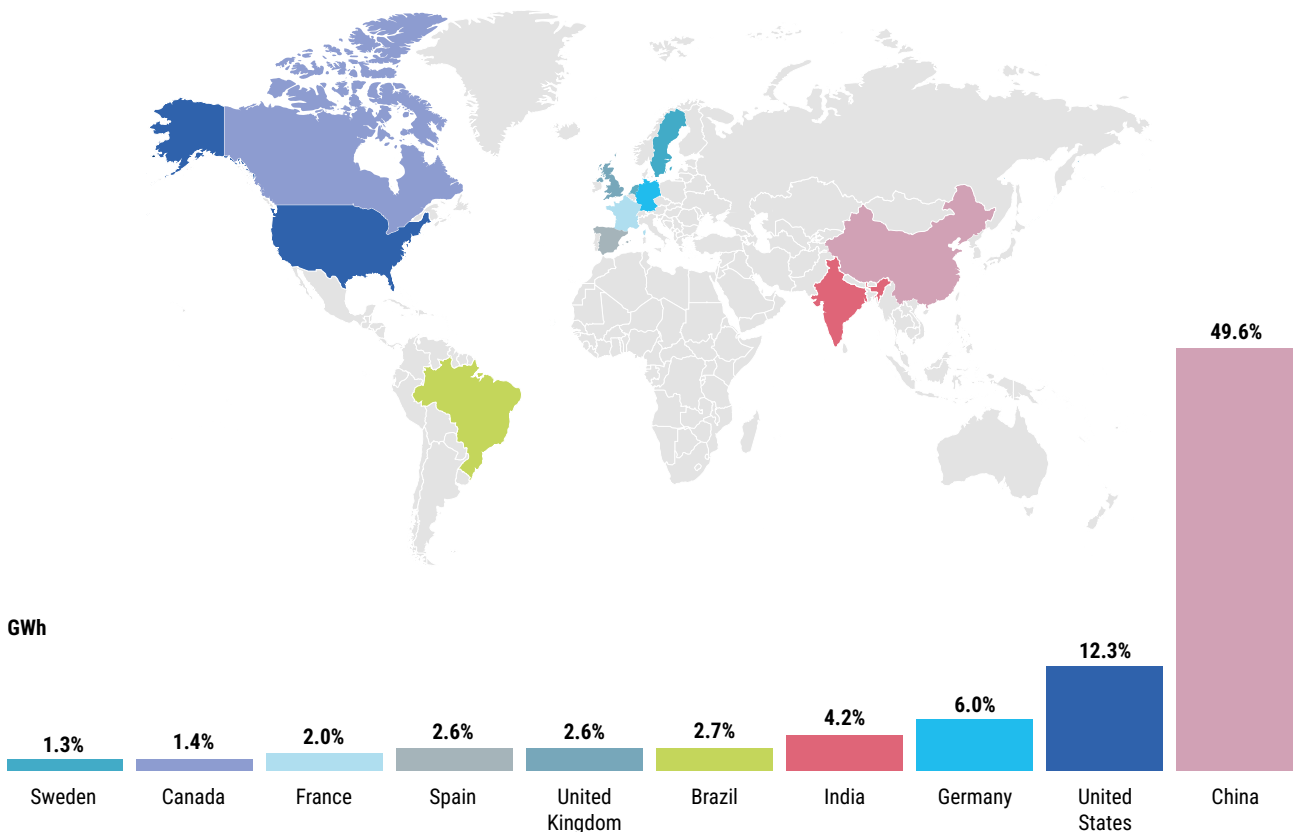 49.6%
GWh
12.3%
6.0%
4.2%
2.7%
2.6%
2.6%
2.0%
1.4%
1.3%
Sweden
Canada
France
Spain
United
Kingdom
Brazil
India
Germany
United
States
China